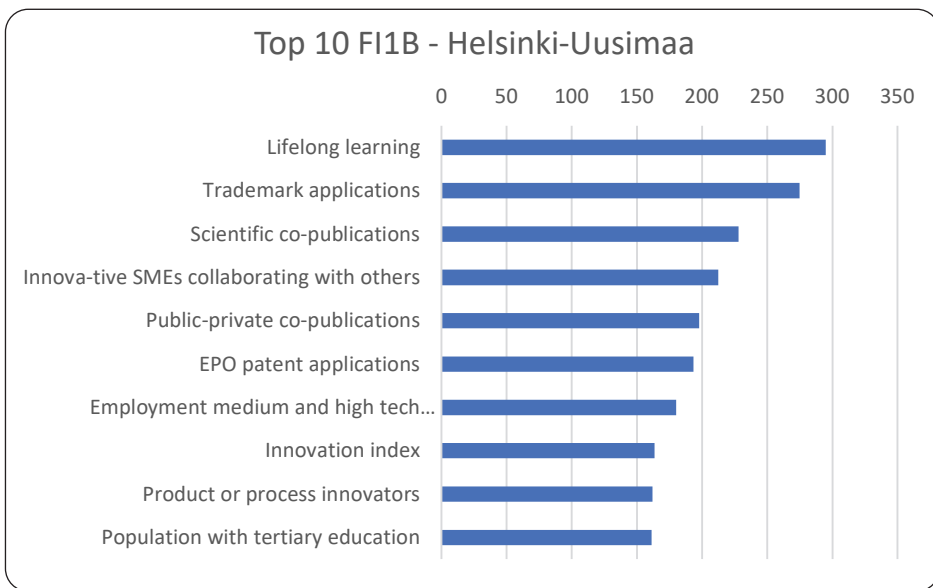 Top 10 FI1B - Helsinki-Uusimaa
0 50 100 150 200 250 300 350
Lifelong learning
Trademark applications
Scientific co-publications
Innova-tive SMEs collaborating with others
Public-private co-publications
EPO patent applications
Employment medium and high tech...
Innovation index
Product or process innovators
Population with tertiary education